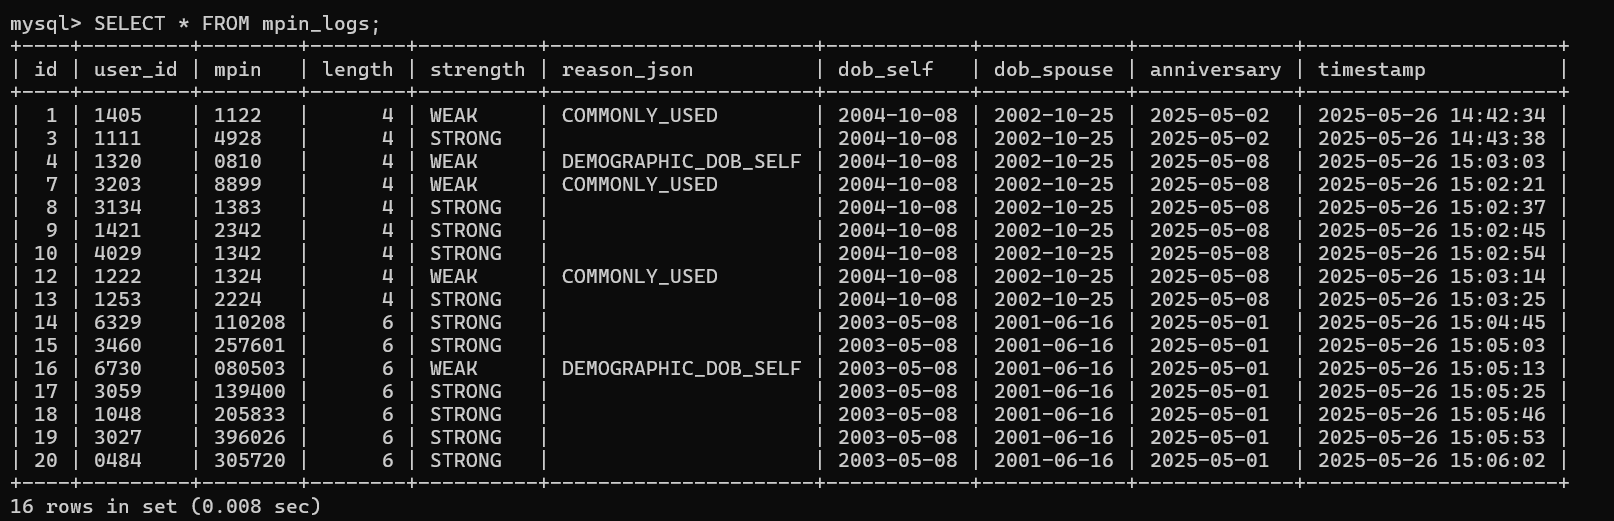 mysql> SELECT * FROM mpin_logs;
+----+---------+--------+--------+----------+----------------------+------------+------------+-------------+---------------------+
| id | user_id | mpin   | length | strength | reason_json          | dob_self   | dob_spouse | anniversary | timestamp           |
+----+---------+--------+--------+----------+----------------------+------------+------------+-------------+---------------------+
|  1 | 1405    | 1122   |      4 | WEAK     | COMMONLY_USED        | 2004-10-08 | 2002-10-25 | 2025-05-02  | 2025-05-26 14:42:34 |
|  3 | 1111    | 4928   |      4 | STRONG   |                      | 2004-10-08 | 2002-10-25 | 2025-05-02  | 2025-05-26 14:43:38 |
|  4 | 1320    | 0810   |      4 | WEAK     | DEMOGRAPHIC_DOB_SELF | 2004-10-08 | 2002-10-25 | 2025-05-08  | 2025-05-26 15:03:03 |
|  7 | 3203    | 8899   |      4 | WEAK     | COMMONLY_USED        | 2004-10-08 | 2002-10-25 | 2025-05-08  | 2025-05-26 15:02:21 |
|  8 | 3134    | 1383   |      4 | STRONG   |                      | 2004-10-08 | 2002-10-25 | 2025-05-08  | 2025-05-26 15:02:37 |
|  9 | 1421    | 2342   |      4 | STRONG   |                      | 2004-10-08 | 2002-10-25 | 2025-05-08  | 2025-05-26 15:02:45 |
| 10 | 4029    | 1342   |      4 | STRONG   |                      | 2004-10-08 | 2002-10-25 | 2025-05-08  | 2025-05-26 15:02:54 |
| 12 | 1222    | 1324   |      4 | WEAK     | COMMONLY_USED        | 2004-10-08 | 2002-10-25 | 2025-05-08  | 2025-05-26 15:03:14 |
| 13 | 1253    | 2224   |      4 | STRONG   |                      | 2004-10-08 | 2002-10-25 | 2025-05-08  | 2025-05-26 15:03:25 |
| 14 | 6329    | 110208 |      6 | STRONG   |                      | 2003-05-08 | 2001-06-16 | 2025-05-01  | 2025-05-26 15:04:45 |
| 15 | 3460    | 257601 |      6 | STRONG   |                      | 2003-05-08 | 2001-06-16 | 2025-05-01  | 2025-05-26 15:05:03 |
| 16 | 6730    | 080503 |      6 | WEAK     | DEMOGRAPHIC_DOB_SELF | 2003-05-08 | 2001-06-16 | 2025-05-01  | 2025-05-26 15:05:13 |
| 17 | 3059    | 139400 |      6 | STRONG   |                      | 2003-05-08 | 2001-06-16 | 2025-05-01  | 2025-05-26 15:05:25 |
| 18 | 1048    | 205833 |      6 | STRONG   |                      | 2003-05-08 | 2001-06-16 | 2025-05-01  | 2025-05-26 15:05:46 |
| 19 | 3027    | 396026 |      6 | STRONG   |                      | 2003-05-08 | 2001-06-16 | 2025-05-01  | 2025-05-26 15:05:53 |
| 20 | 0484    | 305720 |      6 | STRONG   |                      | 2003-05-08 | 2001-06-16 | 2025-05-01  | 2025-05-26 15:06:02 |
+----+---------+--------+--------+----------+----------------------+------------+------------+-------------+---------------------+
16 rows in set (0.008 sec)